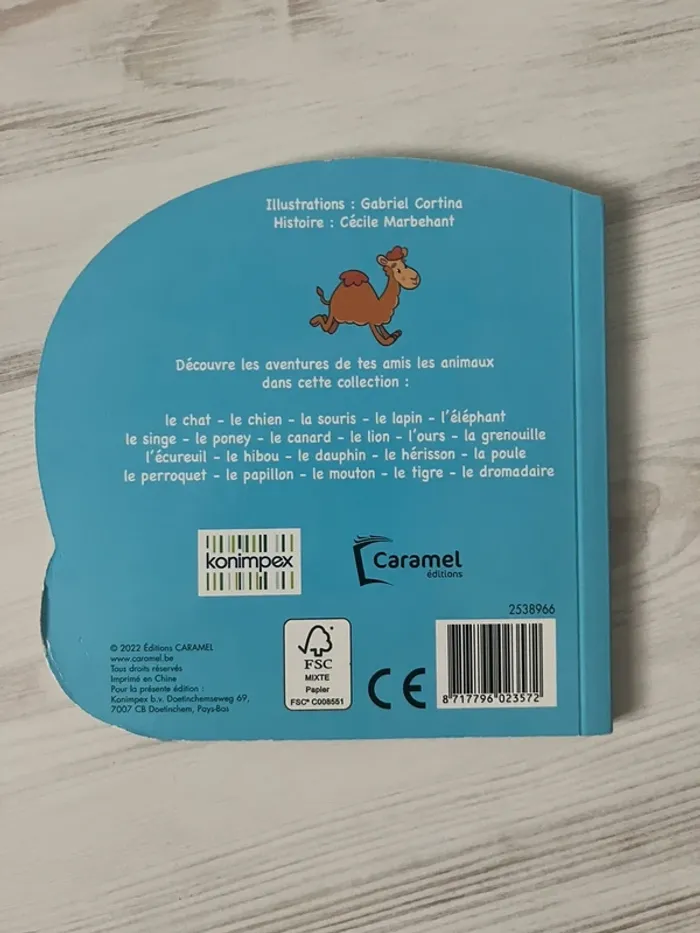 Illustrations : Gabriel Cortina
Histoire : Cécile Marbehant
Découvre les aventures de tes amis les animaux
dans cette collection :
le chat - le chien - la souris - le lapin - l'éléphant
le singe - le poney - le canard - le lion - l'ours - la grenouille
l'écureuil - le hibou - le dauphin - le hérisson - la poule
le perroquet - le papillon - le mouton - le tigre - le dromadaire
konimpex
Caramel
éditions
2538966
© 2022 Éditions CARAMEL
www.caramel.be
Tous droits réservés
Imprimé en Chine
Pour la présente édition :
Konimpex b.v. Doetinchemseweg 69,
7007 CB Doetinchem, Pays-Bas
FSC
MIXTE
Papier
FSC® C008551
CE
8 717796 023572